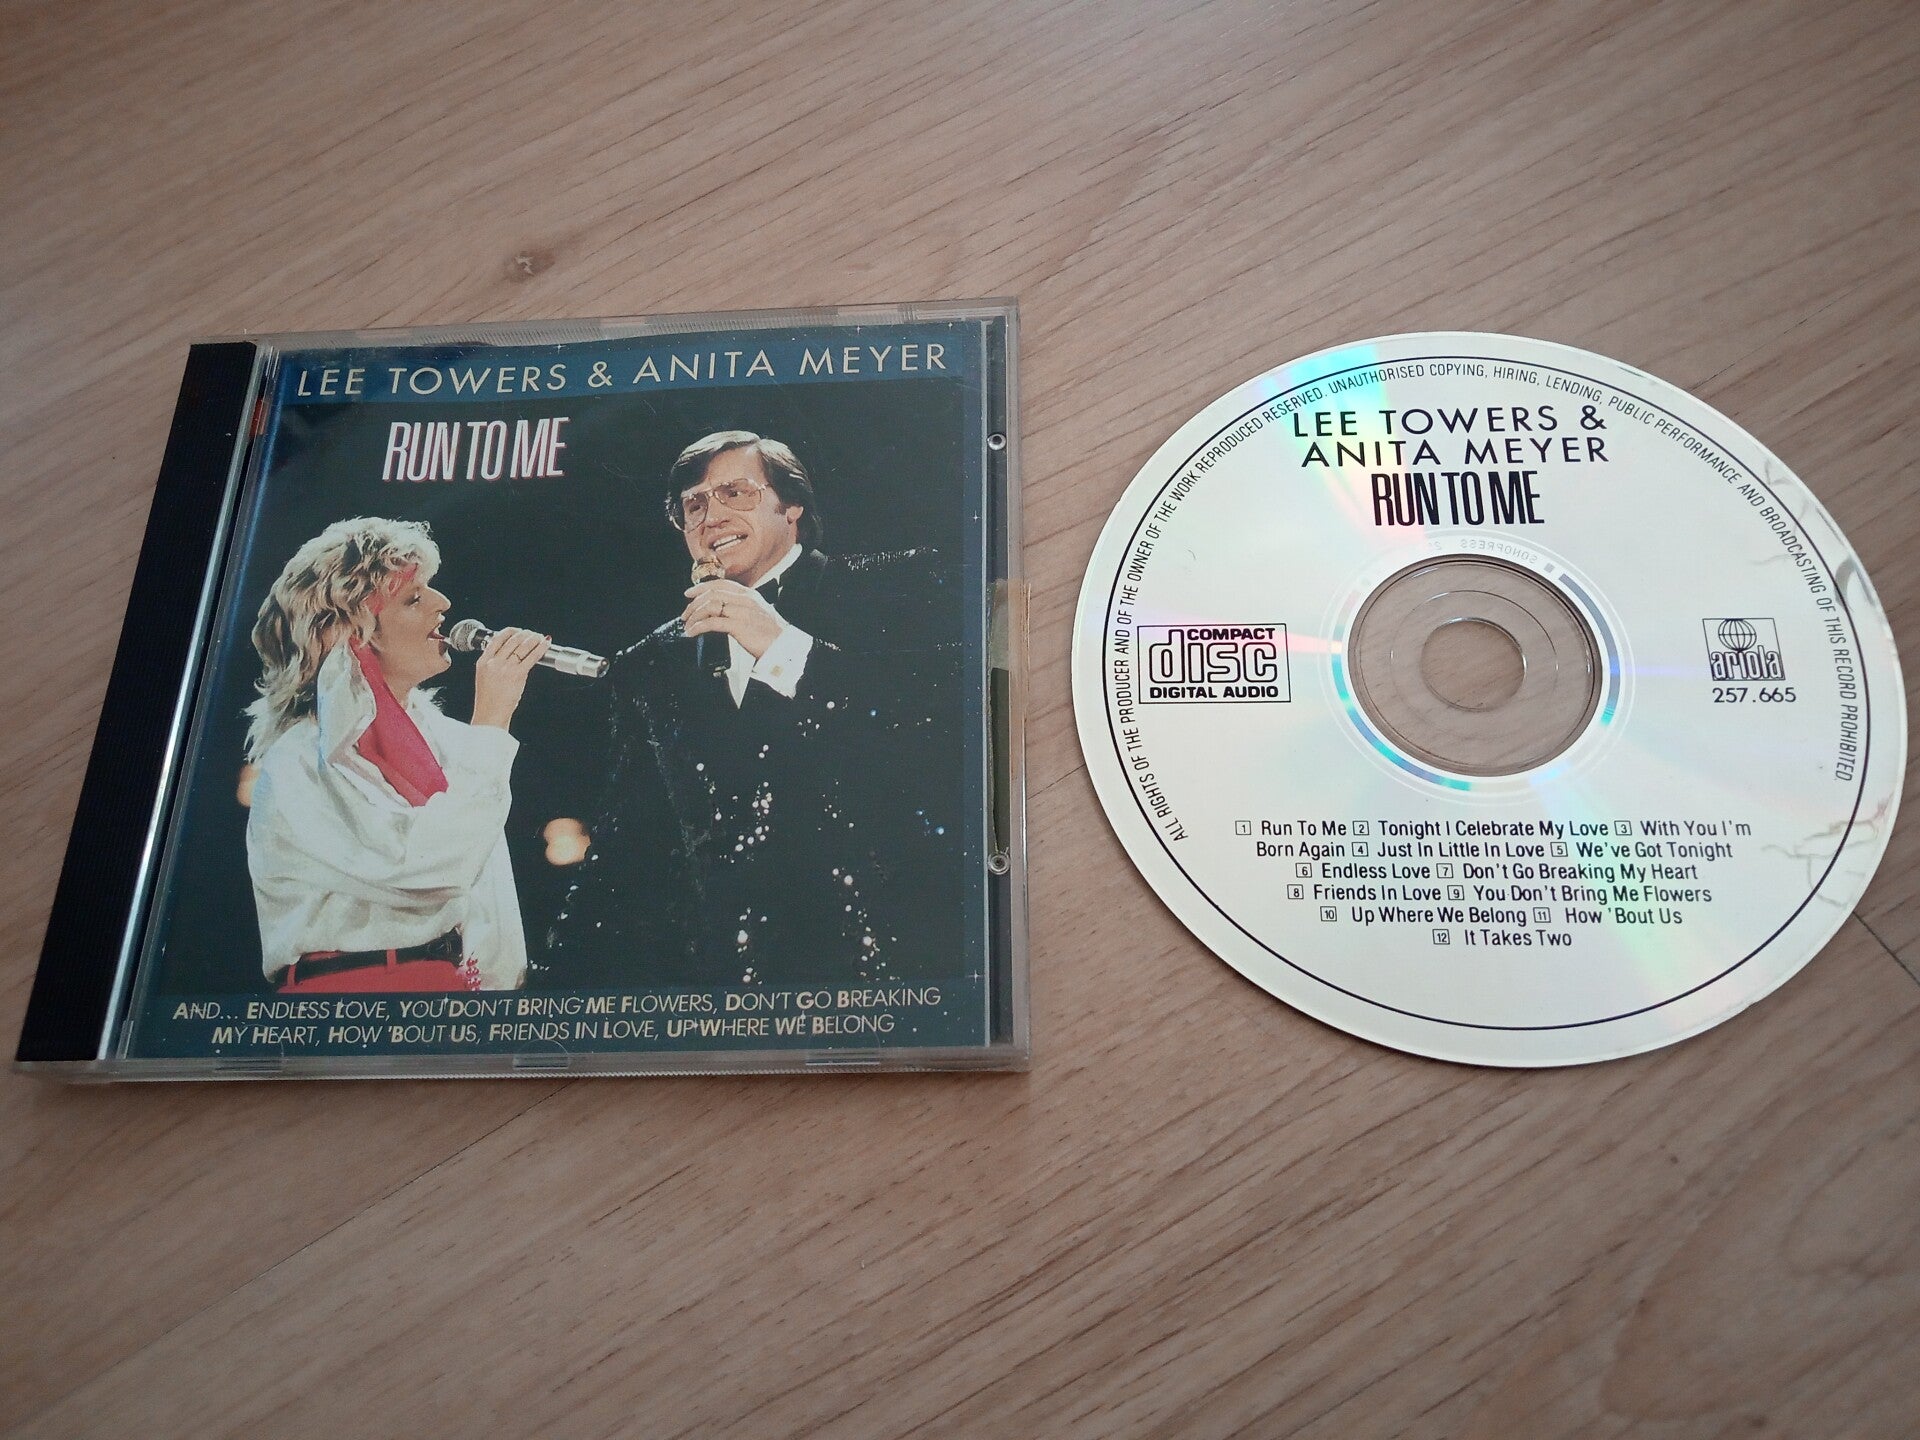 LEE TOWERS & ANITA MEYER
RUN TO ME
AND... ENDLESS LOVE, YOU DON'T BRING ME FLOWERS, DON'T GO BREAKING
MY HEART, HOW 'BOUT US, FRIENDS IN LOVE, UP WHERE WE BELONG
ALL RIGHTS OF THE PRODUCER AND OF THE OWNER OF THE WORK REPRODUCED RESERVED. UNAUTHORISED COPYING, HIRING, LENDING, PUBLIC PERFORMANCE AND BROADCASTING OF THIS RECORD PROHIBITED.
LEE TOWERS &
ANITA MEYER
RUN TO ME
SONOPRESS
COMPACT
disc
DIGITAL AUDIO
ariola
257.665
1 Run To Me 2 Tonight I Celebrate My Love 3 With You I'm
Born Again 4 Just In Little In Love 5 We've Got Tonight
6 Endless Love 7 Don't Go Breaking My Heart
8 Friends In Love 9 You Don't Bring Me Flowers
10 Up Where We Belong 11 How 'Bout Us
12 It Takes Two